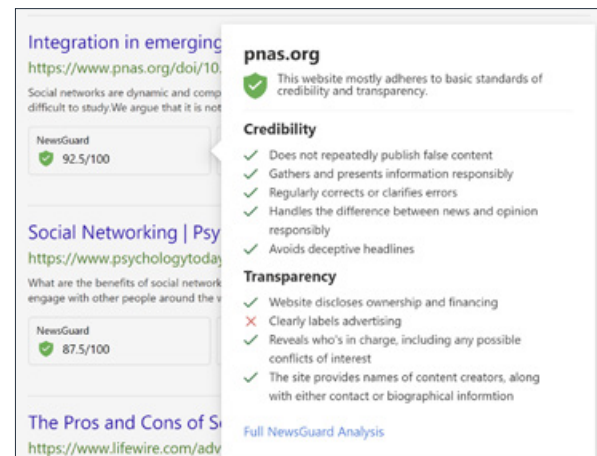 Integration in emerging
https://www.pnas.org/doi/10.
Social networks are dynamic and comp
difficult to study.We argue that it is not
NewsGuard
92.5/100
Social Networking | Psy
https://www.psychologytoday
What are the benefits of social network
engage with other people around the w
NewsGuard
87.5/100
The Pros and Cons of So
https://www.lifewire.com/adv
pnas.org
This website mostly adheres to basic standards of
credibility and transparency.
Credibility
Does not repeatedly publish false content
Gathers and presents information responsibly
Regularly corrects or clarifies errors
Handles the difference between news and opinion
responsibly
Avoids deceptive headlines
Transparency
Website discloses ownership and financing
Clearly labels advertising
Reveals who's in charge, including any possible
conflicts of interest
The site provides names of content creators, along
with either contact or biographical informtion
Full NewsGuard Analysis